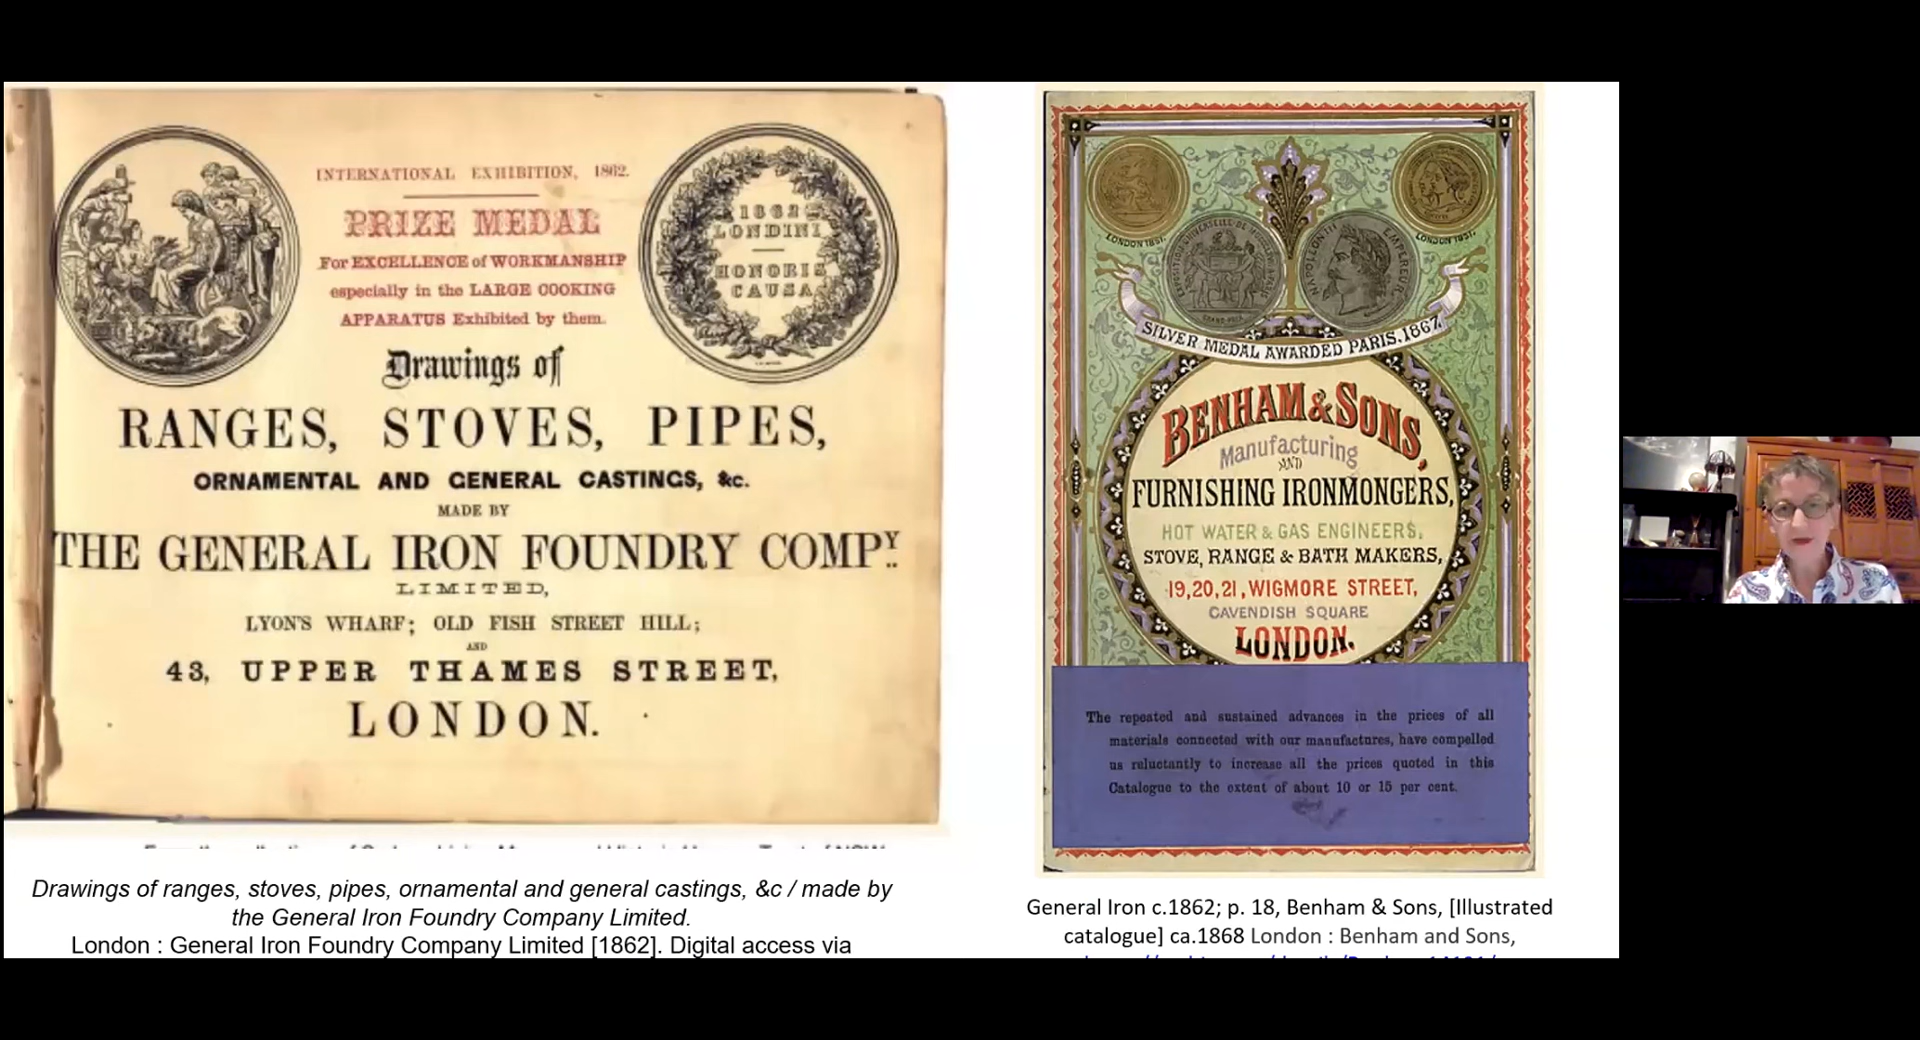 INTERNATIONAL EXHIBITION, 1862.
PRIZE MEDAL
For EXCELLENCE of WORKMANSHIP
especially in the LARGE COOKING
APPARATUS Exhibited by them.
1862
LONDINI
HONORIS
CAUSA
Drawings of
RANGES, STOVES, PIPES,
ORNAMENTAL AND GENERAL CASTINGS, &c.
MADE BY
THE GENERAL IRON FOUNDRY COMPY.
LIMITED,
LYON'S WHARF; OLD FISH STREET HILL;
AND
43, UPPER THAMES STREET,
LONDON.
Drawings of ranges, stoves, pipes, ornamental and general castings, &c / made by
the General Iron Foundry Company Limited.
London : General Iron Foundry Company Limited [1862]. Digital access via
LONDON 1851.
LONDON 1851.
NAPOLEON III EMPEREUR
SILVER MEDAL AWARDED PARIS, 1867
BENHAM & SONS,
Manufacturing
AND
FURNISHING IRONMONGERS,
HOT WATER & GAS ENGINEERS,
STOVE, RANGE & BATH MAKERS,
19, 20, 21, WIGMORE STREET,
CAVENDISH SQUARE
LONDON.
The repeated and sustained advances in the prices of all
materials connected with our manufactures, have compelled
us reluctantly to increase all the prices quoted in this
Catalogue to the extent of about 10 or 15 per cent.
General Iron c.1862; p. 18, Benham & Sons, [Illustrated
catalogue] ca.1868 London : Benham and Sons,